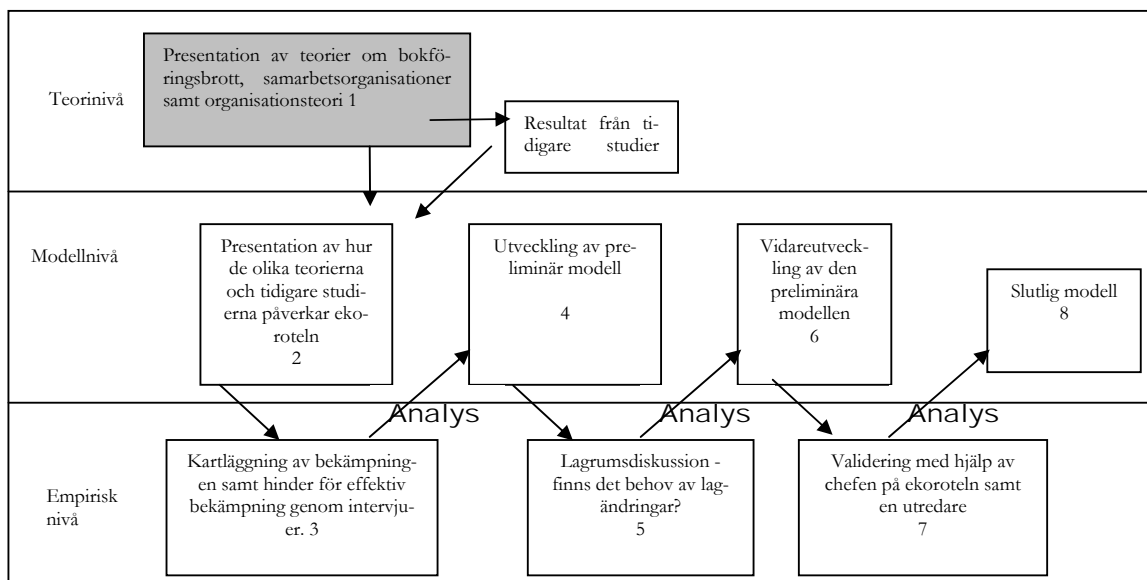 Teorinivå
Presentation av teorier om bokfö-
ringsbrott, samarbetsorganisationer
samt organisationsteori 1
Resultat från ti-
digare studier
Modellnivå
Presentation av hur
de olika teorierna
och tidigare studi-
erna påverkar eko-
roteln
2
Utveckling av pre-
liminär modell
4
Vidareutveck-
ling av den
preliminära
modellen
6
Slutlig modell
8
Analys
Analys
Analys
Empirisk
nivå
Kartläggning av bekämpning-
en samt hinder för effektiv
bekämpning genom intervju-
er. 3
Lagrumsdiskussion -
finns det behov av lag-
ändringar?
5
Validering med hjälp av
chefen på ekoroteln samt
en utredare
7